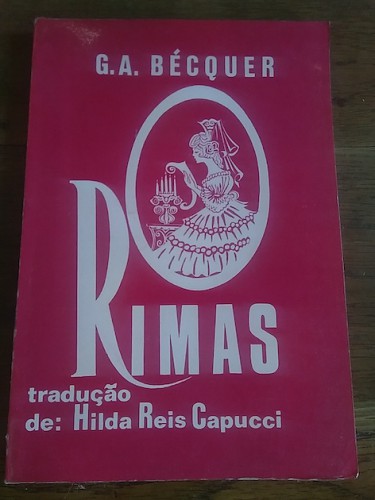 G.A. BÉCQUER
RIMAS
tradução
de: Hilda Reis Capucci